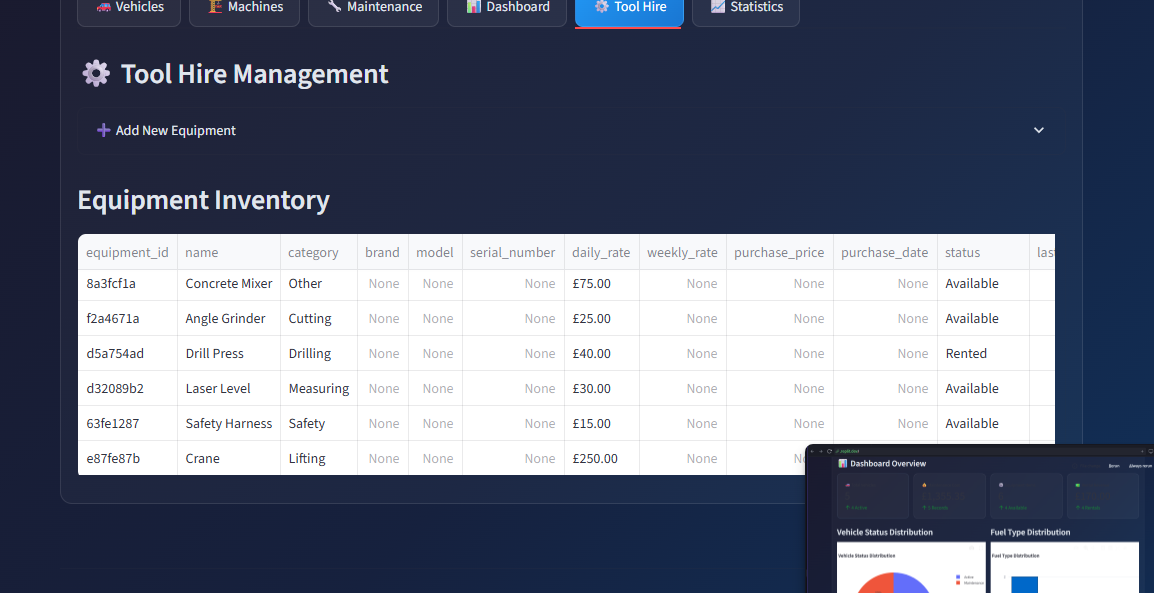 Vehicles Machines Maintenance Dashboard Tool Hire Statistics
Tool Hire Management
Add New Equipment
Equipment Inventory
equipment_id name category brand model serial_number daily_rate weekly_rate purchase_price purchase_date status las
8a3fcf1a Concrete Mixer Other None None None £75.00 None None None Available
f2a4671a Angle Grinder Cutting None None None £25.00 None None None Available
d5a754ad Drill Press Drilling None None None £40.00 None None None Rented
d32089b2 Laser Level Measuring None None None £30.00 None None None Available
63fe1287 Safety Harness Safety None None None £15.00 None None None Available
e87fe87b Crane Lifting None None None £250.00 None
Dashboard Overview
Vehicle Status Distribution Fuel Type Distribution
Vehicle Status Distribution Fuel Type Distribution